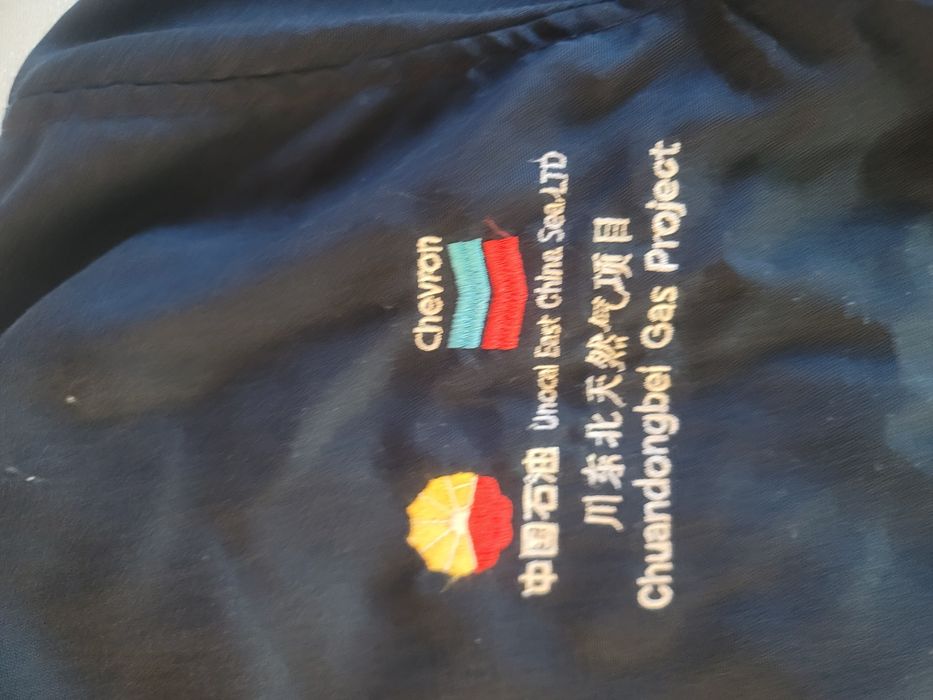 Chevron
中国石油 Unocal East China Sea.LTD
川东北天然气项目
Chuandongbei Gas Project